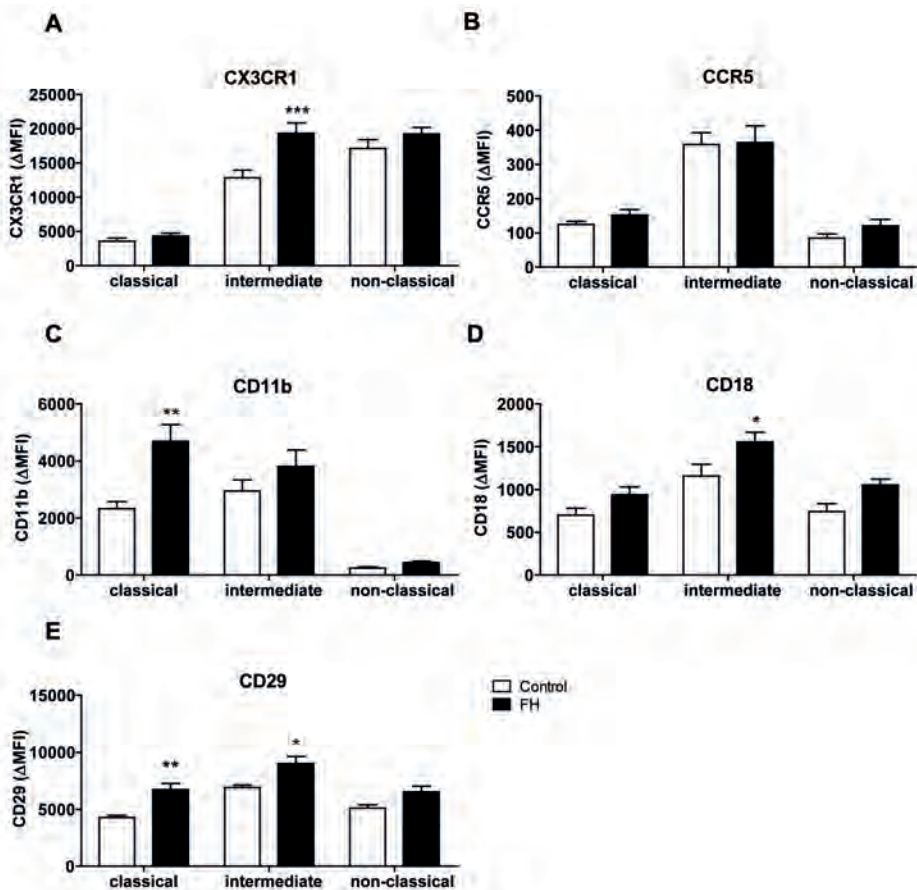 A
CX3CR1
CX3CR1 (ΔMFI)
25000
20000
15000
10000
5000
0
***
classical intermediate non-classical
B
CCR5
CCR5 (ΔMFI)
500
400
300
200
100
0
classical intermediate non-classical
C
CD11b
CD11b (ΔMFI)
6000
4000
2000
0
**
classical intermediate non-classical
D
CD18
CD18 (ΔMFI)
2000
1500
1000
500
0
*
classical intermediate non-classical
E
CD29
CD29 (ΔMFI)
15000
10000
5000
0
** *
classical intermediate non-classical
Control
FH